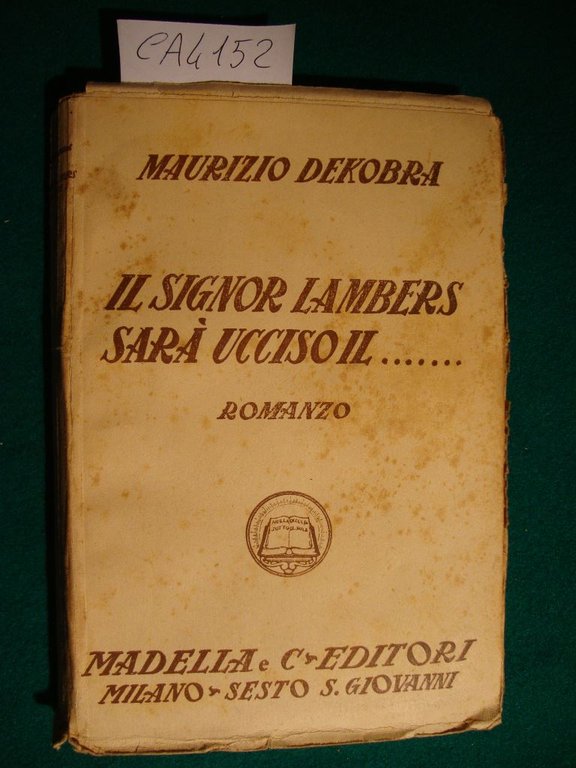 CA4152
MAURIZIO DEKOBRA
IL SIGNOR LAMBERS
SARÀ UCCISO IL .......
ROMANZO
MADELLA e C. EDITORI
MILANO - SESTO S. GIOVANNI